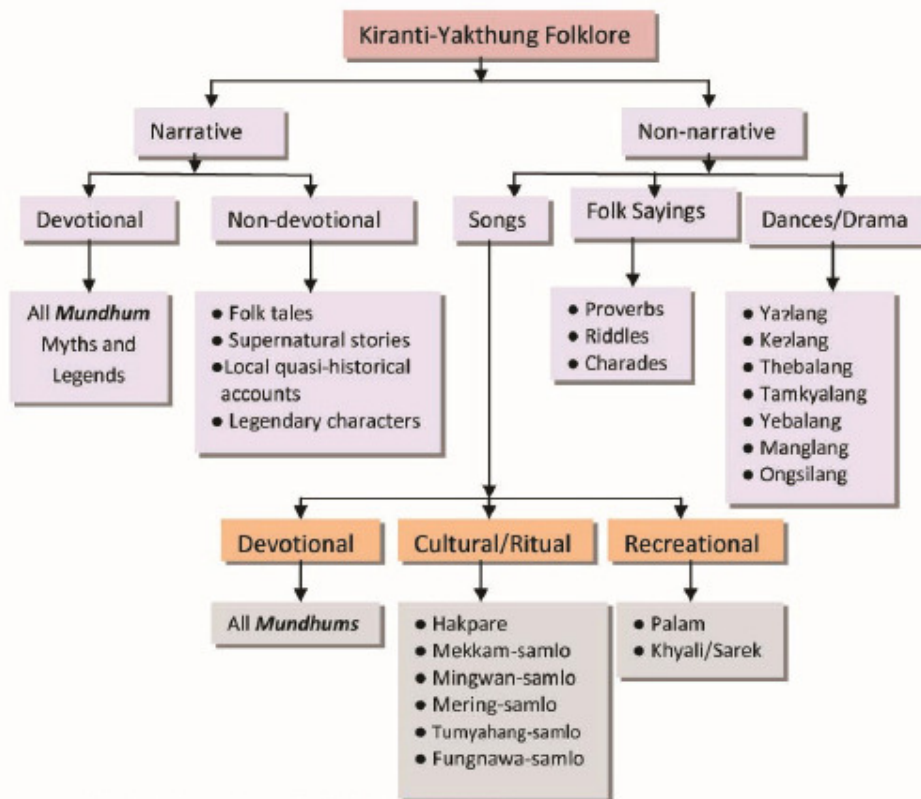 Kiranti-Yakthung Folklore
Narrative
Non-narrative
Devotional
Non-devotional
Songs
Folk Sayings
Dances/Drama
All Mundhum
Myths and
Legends
● Folk tales
● Supernatural stories
●Local quasi-historical
accounts
● Legendary characters
● Proverbs
● Riddles
● Charades
● Yaʔlang
● Keʔlang
● Thebalang
● Tamkyalang
● Yebalang
● Manglang
● Ongsilang
Devotional
Cultural/Ritual
Recreational
All Mundhums
● Hakpare
● Mekkam-samlo
● Mingwan-samlo
● Mering-samlo
● Tumyahang-samlo
● Fungnawa-samlo
● Palam
● Khyali/Sarek